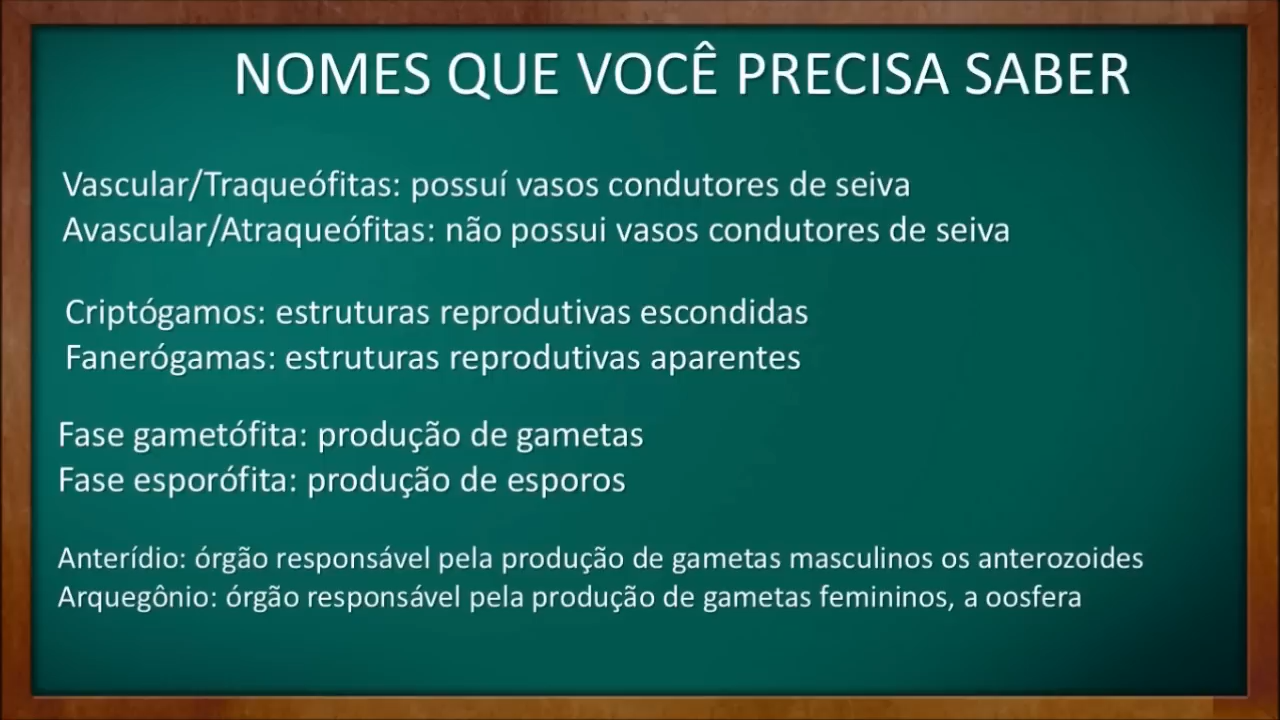 NOMES QUE VOCÊ PRECISA SABER
Vascular/Traqueófitas: possuí vasos condutores de seiva
Avascular/Atraqueófitas: não possui vasos condutores de seiva
Criptógamos: estruturas reprodutivas escondidas
Fanerógamas: estruturas reprodutivas aparentes
Fase gametófita: produção de gametas
Fase esporófita: produção de esporos
Anterídio: órgão responsável pela produção de gametas masculinos os anterozoides
Arquegônio: órgão responsável pela produção de gametas femininos, a oosfera